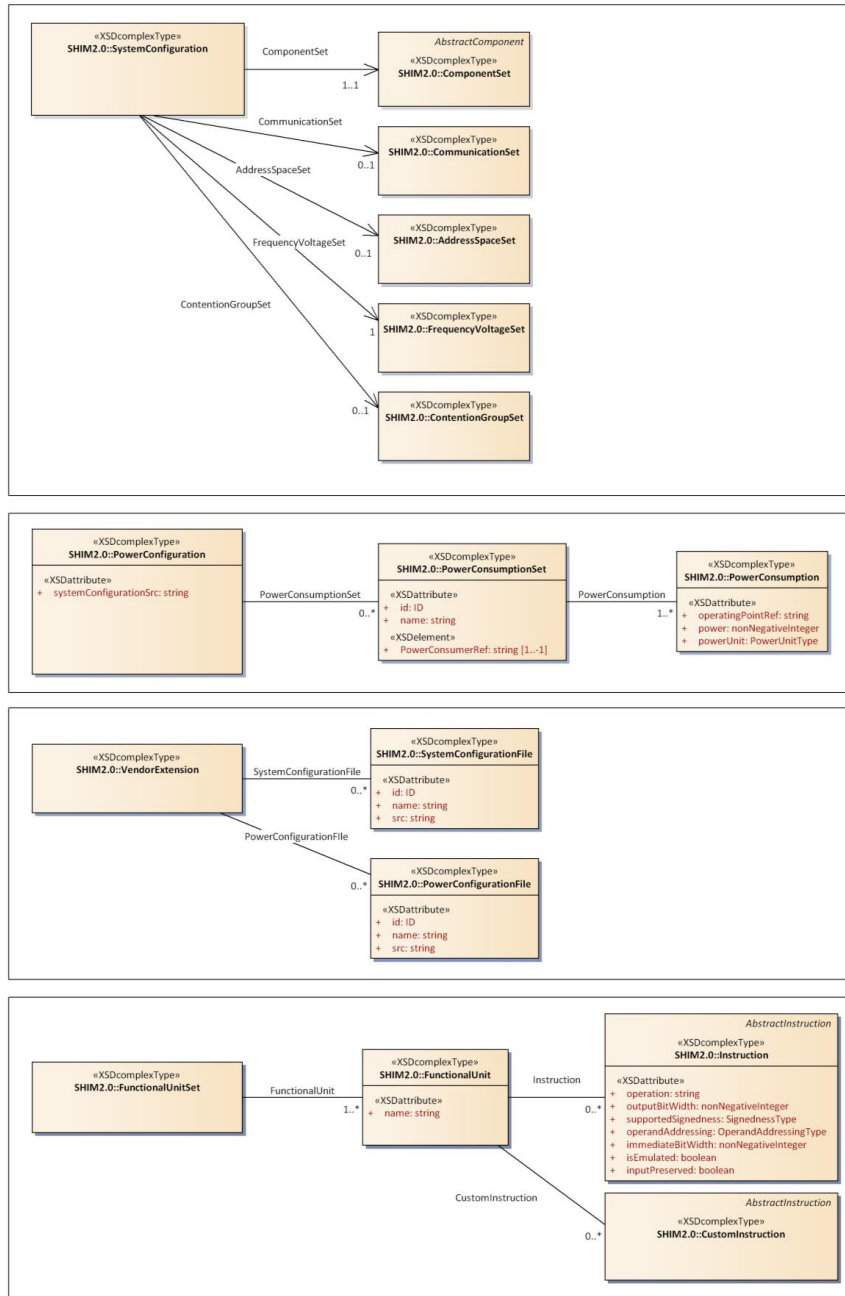 «XSDcomplexType»
SHIM2.0::SystemConfiguration
ComponentSet
1..1
AbstractComponent
«XSDcomplexType»
SHIM2.0::ComponentSet
CommunicationSet
0..1
«XSDcomplexType»
SHIM2.0::CommunicationSet
AddressSpaceSet
0..1
«XSDcomplexType»
SHIM2.0::AddressSpaceSet
FrequencyVoltageSet
1
«XSDcomplexType»
SHIM2.0::FrequencyVoltageSet
ContentionGroupSet
0..1
«XSDcomplexType»
SHIM2.0::ContentionGroupSet
«XSDcomplexType»
SHIM2.0::PowerConfiguration
«XSDattribute»
+ systemConfigurationSrc: string
PowerConsumptionSet
0..*
«XSDcomplexType»
SHIM2.0::PowerConsumptionSet
«XSDattribute»
+ id: ID
+ name: string
«XSDelement»
+ PowerConsumerRef: string [1..-1]
PowerConsumption
1..*
«XSDcomplexType»
SHIM2.0::PowerConsumption
«XSDattribute»
+ operatingPointRef: string
+ power: nonNegativeInteger
+ powerUnit: PowerUnitType
«XSDcomplexType»
SHIM2.0::VendorExtension
SystemConfigurationFile
0..*
«XSDcomplexType»
SHIM2.0::SystemConfigurationFile
«XSDattribute»
+ id: ID
+ name: string
+ src: string
PowerConfigurationFIle
0..*
«XSDcomplexType»
SHIM2.0::PowerConfigurationFile
«XSDattribute»
+ id: ID
+ name: string
+ src: string
«XSDcomplexType»
SHIM2.0::FunctionalUnitSet
FunctionalUnit
1..*
«XSDcomplexType»
SHIM2.0::FunctionalUnit
«XSDattribute»
+ name: string
Instruction
0..*
AbstractInstruction
«XSDcomplexType»
SHIM2.0::Instruction
«XSDattribute»
+ operation: string
+ outputBitWidth: nonNegativeInteger
+ supportedSignedness: SignednessType
+ operandAddressing: OperandAddressingType
+ immediateBitWidth: nonNegativeInteger
+ isEmulated: boolean
+ inputPreserved: boolean
CustomInstruction
0..*
AbstractInstruction
«XSDcomplexType»
SHIM2.0::CustomInstruction